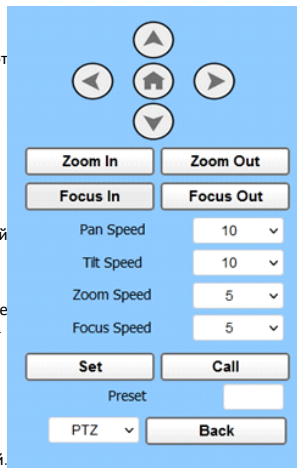 от
Zoom In Zoom Out
Focus In Focus Out
й
Pan Speed 10
Tilt Speed 10
Zoom Speed 5
е
Focus Speed 5
Set Call
Preset
PTZ Back
й.